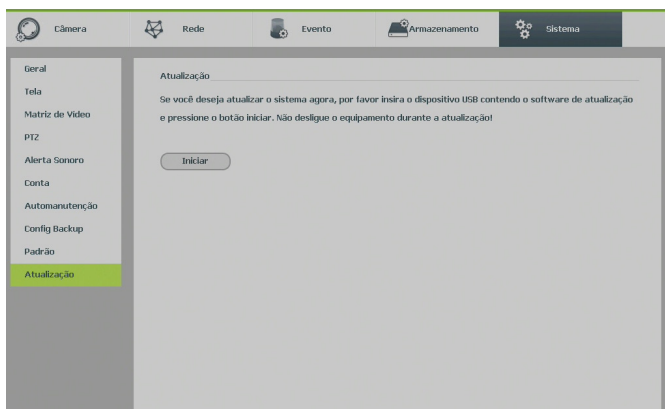 Câmera
Rede
Evento
Armazenamento
Sistema
Geral
Tela
Matriz de Vídeo
PTZ
Alerta Sonoro
Conta
Automanutenção
Config Backup
Padrão
Atualização
Atualização
Se você deseja atualizar o sistema agora, por favor insira o dispositivo USB contendo o software de atualização
e pressione o botão iniciar. Não desligue o equipamento durante a atualização!
Iniciar